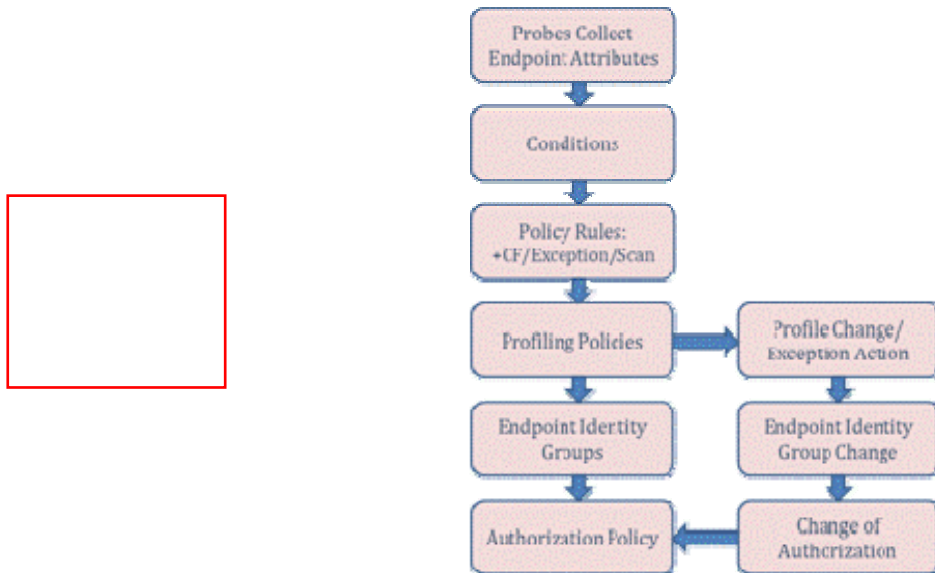 Probes Collect
Endpoint Attributes
Conditions
Policy Rules:
+CF/Exception/Scan
Profiling Policies
Profile Change/
Exception Action
Endpoint Identity
Groups
Endpoint Identity
Group Change
Authorization Policy
Change of
Authorization